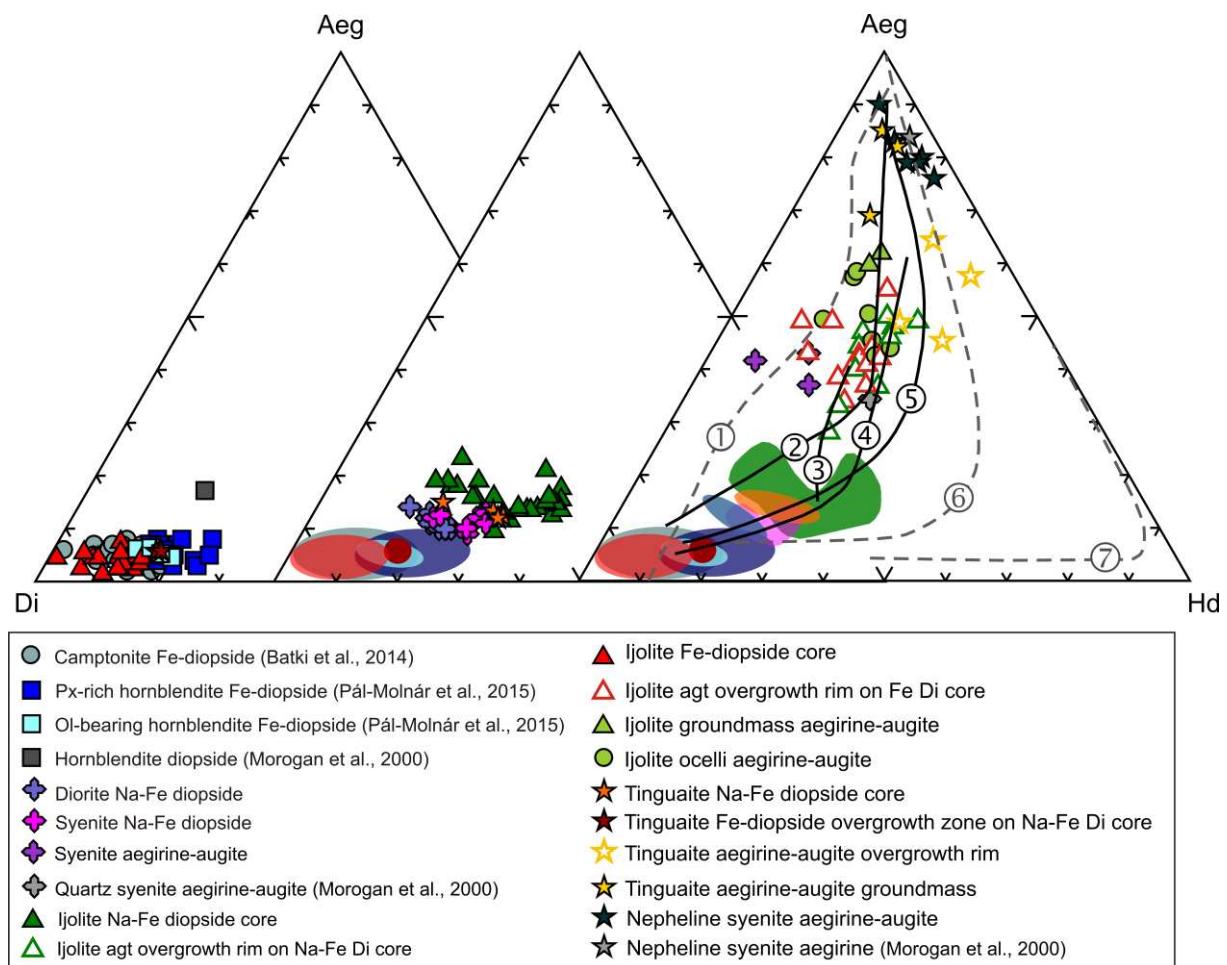 Aeg
Aeg
①
②
③
④
⑤
⑥
⑦
Di
Hd
Camptonite Fe-diopside (Batki et al., 2014)
Px-rich hornblendite Fe-diopside (Pál-Molnár et al., 2015)
Ol-bearing hornblendite Fe-diopside (Pál-Molnár et al., 2015)
Hornblendite diopside (Morogan et al., 2000)
Diorite Na-Fe diopside
Syenite Na-Fe diopside
Syenite aegirine-augite
Quartz syenite aegirine-augite (Morogan et al., 2000)
Ijolite Na-Fe diopside core
Ijolite agt overgrowth rim on Na-Fe Di core
Ijolite Fe-diopside core
Ijolite agt overgrowth rim on Fe Di core
Ijolite groundmass aegirine-augite
Ijolite ocelli aegirine-augite
Tinguaite Na-Fe diopside core
Tinguaite Fe-diopside overgrowth zone on Na-Fe Di core
Tinguaite aegirine-augite overgrowth rim
Tinguaite aegirine-augite groundmass
Nepheline syenite aegirine-augite
Nepheline syenite aegirine (Morogan et al., 2000)